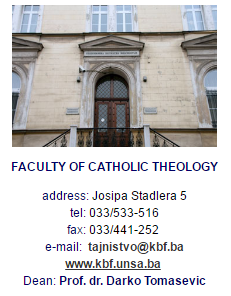 FACULTY OF CATHOLIC THEOLOGY
address: Josipa Stadlera 5
tel: 033/533-516
fax: 033/441-252
e-mail: tajnistvo@kbf.ba
www.kbf.unsa.ba
Dean: Prof. dr. Darko Tomasevic